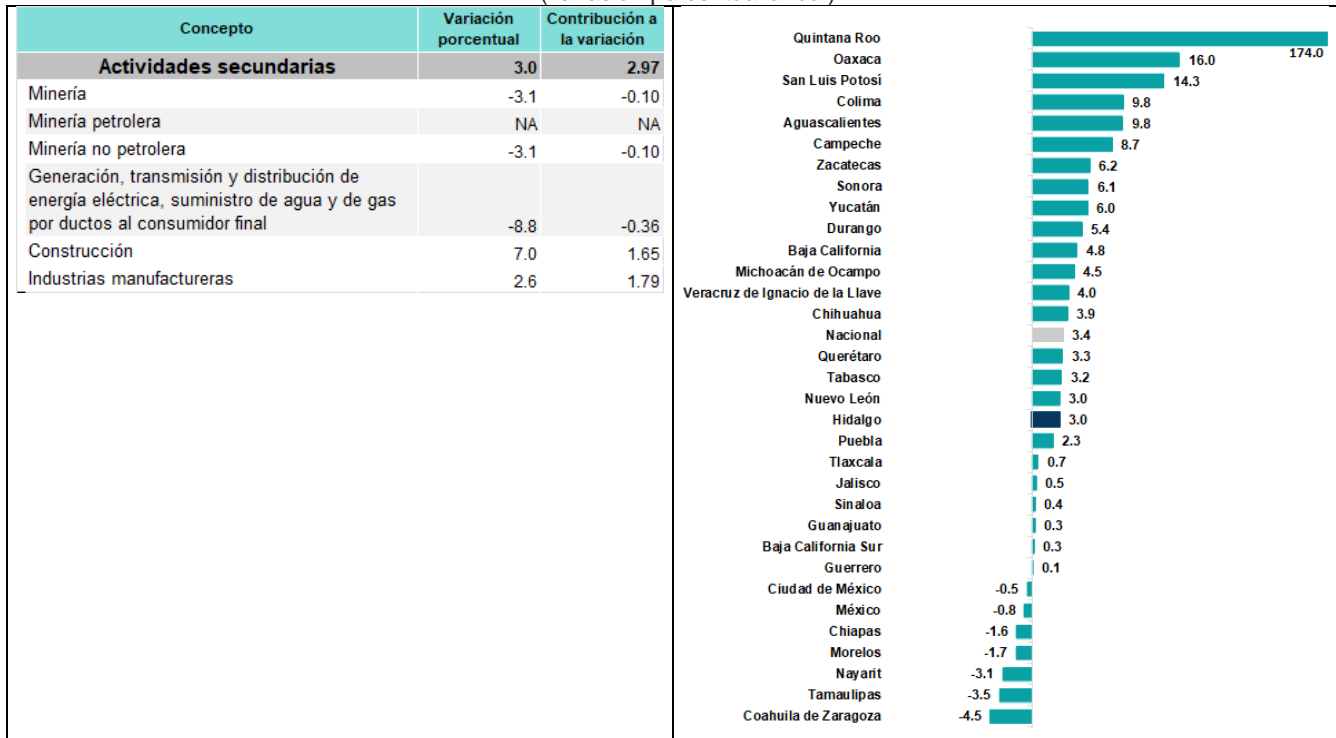 Concepto
Variación
porcentual
Contribución a
la variación
Actividades secundarias 3.0 2.97
Minería -3.1 -0.10
Minería petrolera NA NA
Minería no petrolera -3.1 -0.10
Generación, transmisión y distribución de
energía eléctrica, suministro de agua y de gas
por ductos al consumidor final -8.8 -0.36
Construcción 7.0 1.65
Industrias manufactureras 2.6 1.79
Quintana Roo 174.0
Oaxaca 16.0
San Luis Potosí 14.3
Colima 9.8
Aguascalientes 9.8
Campeche 8.7
Zacatecas 6.2
Sonora 6.1
Yucatán 6.0
Durango 5.4
Baja California 4.8
Michoacán de Ocampo 4.5
Veracruz de Ignacio de la Llave 4.0
Chihuahua 3.9
Nacional 3.4
Querétaro 3.3
Tabasco 3.2
Nuevo León 3.0
Hidalgo 3.0
Puebla 2.3
Tlaxcala 0.7
Jalisco 0.5
Sinaloa 0.4
Guanajuato 0.3
Baja California Sur 0.3
Guerrero 0.1
Ciudad de México -0.5
México -0.8
Chiapas -1.6
Morelos -1.7
Nayarit -3.1
Tamaulipas -3.5
Coahuila de Zaragoza -4.5